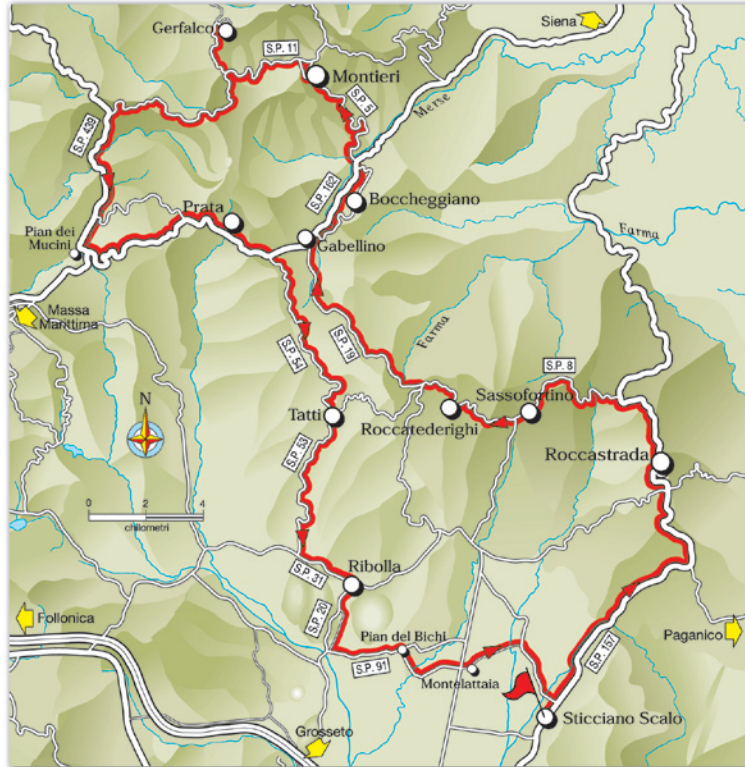 Gerfalco
Siena
S.P. 11
Montieri
S.P. 5
Merse
S.P. 439
S.P. 162
Boccheggiano
Prata
Pian dei
Mucini
Gabellino
Farma
Massa
Marittima
Farma
S.P. 19
S.P. 54
S.P. 8
N
Sassofortino
Tatti
Roccatederighi
S.P. 53
Roccastrada
0 2 4
chilometri
S.P. 31
Ribolla
S.P. 20
Follonica
Pian del Bichi
Paganico
S.P. 157
S.P. 91
Montelattaia
Sticciano Scalo
Grosseto